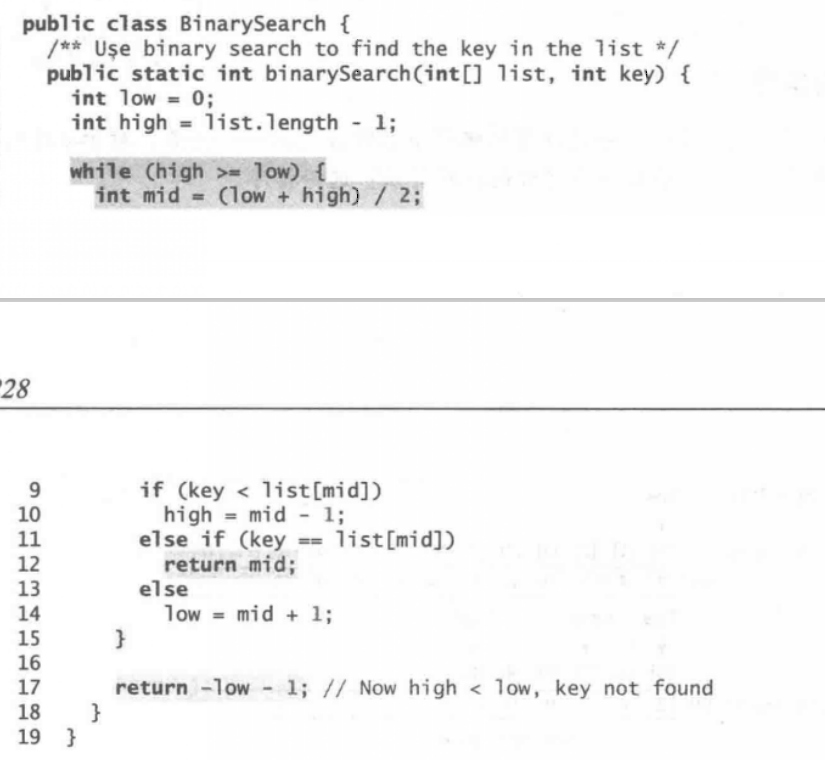 public class BinarySearch {
/** Use binary search to find the key in the list */
public static int binarySearch(int[] list, int key) {
int low = 0;
int high = list.length - 1;
while (high >= low) {
int mid = (low + high) / 2;
28
9 if (key < list[mid])
10 high = mid - 1;
11 else if (key == list[mid])
12 return mid;
13 else
14 low = mid + 1;
15 }
16
17 return -low - 1; // Now high < low, key not found
18 }
19 }